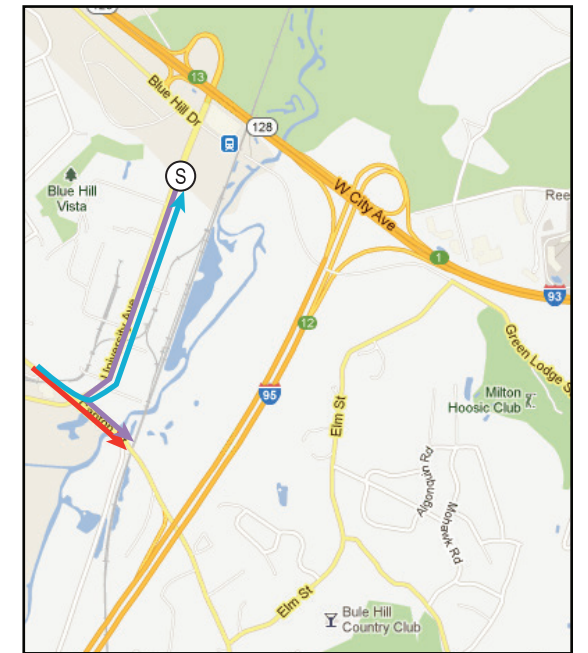 13
Blue Hill Dr
128
S
Blue Hill
Vista
W City Ave
Ree
1
93
University Ave
12
Green Lodge S
95
Milton
Hoosic Club
Elm St
Canton
Algonquin Rd
Mohawk Rd
Elm St
Bule Hill
Country Club